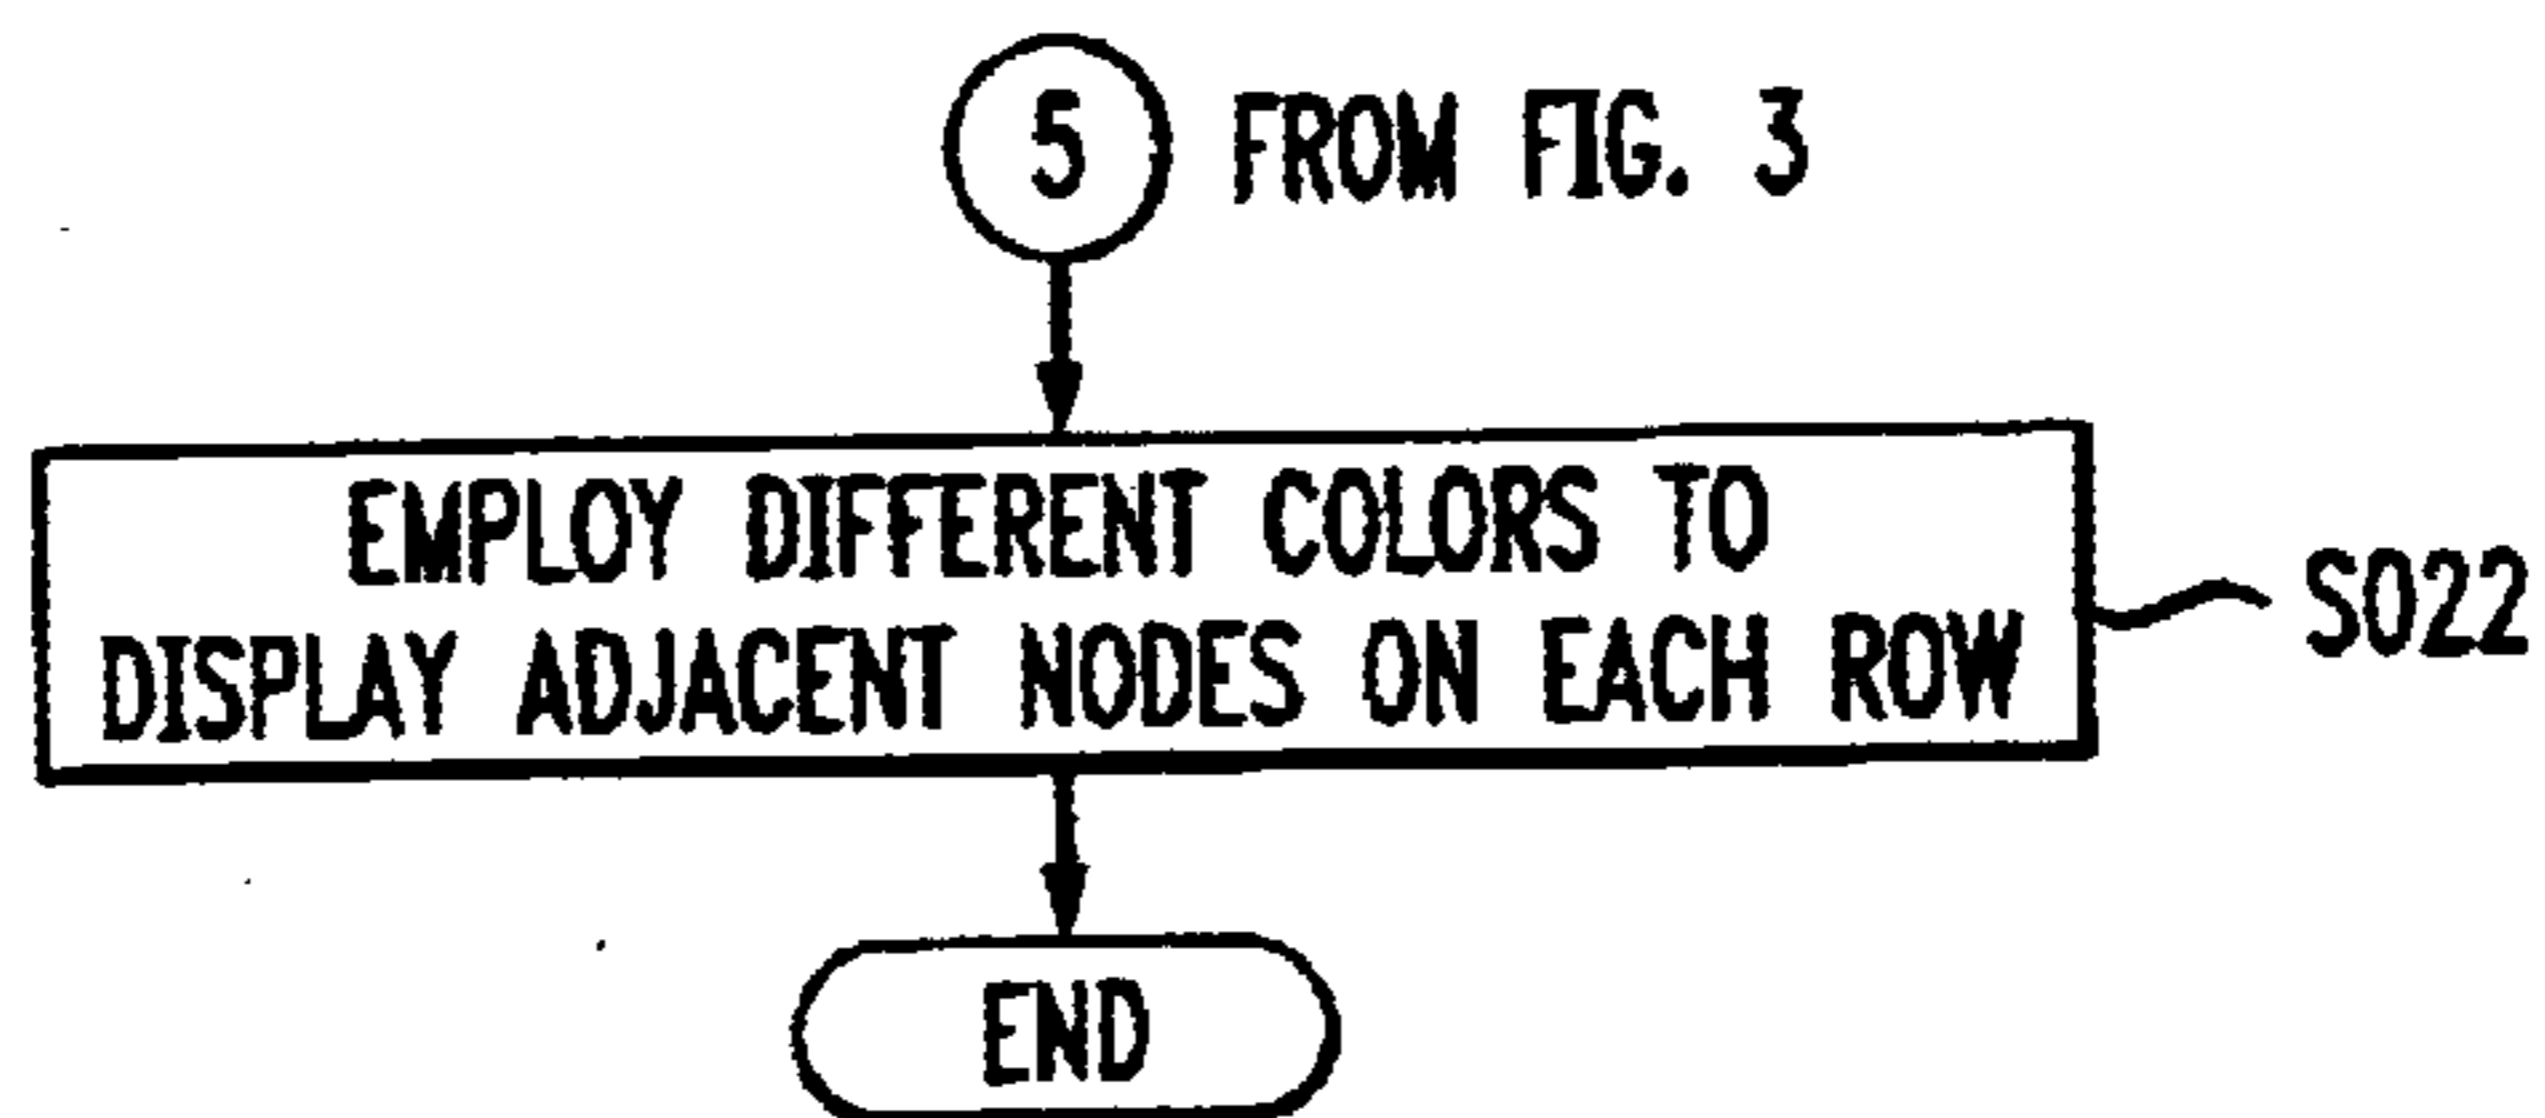 5 FROM FIG. 3
EMPLOY DIFFERENT COLORS TO
DISPLAY ADJACENT NODES ON EACH ROW
S022
END